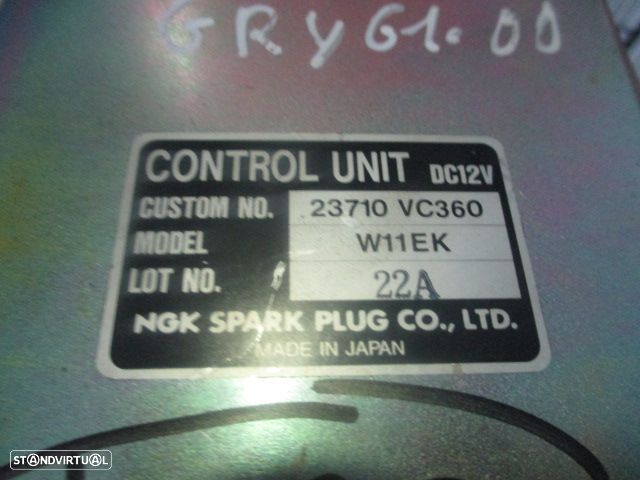 GRY61.00
CONTROL UNIT DC12V
CUSTOM NO. 23710 VC360
MODEL W11EK
LOT NO. 22A
NGK SPARK PLUG CO., LTD.
MADE IN JAPAN
STANDVIRTUAL